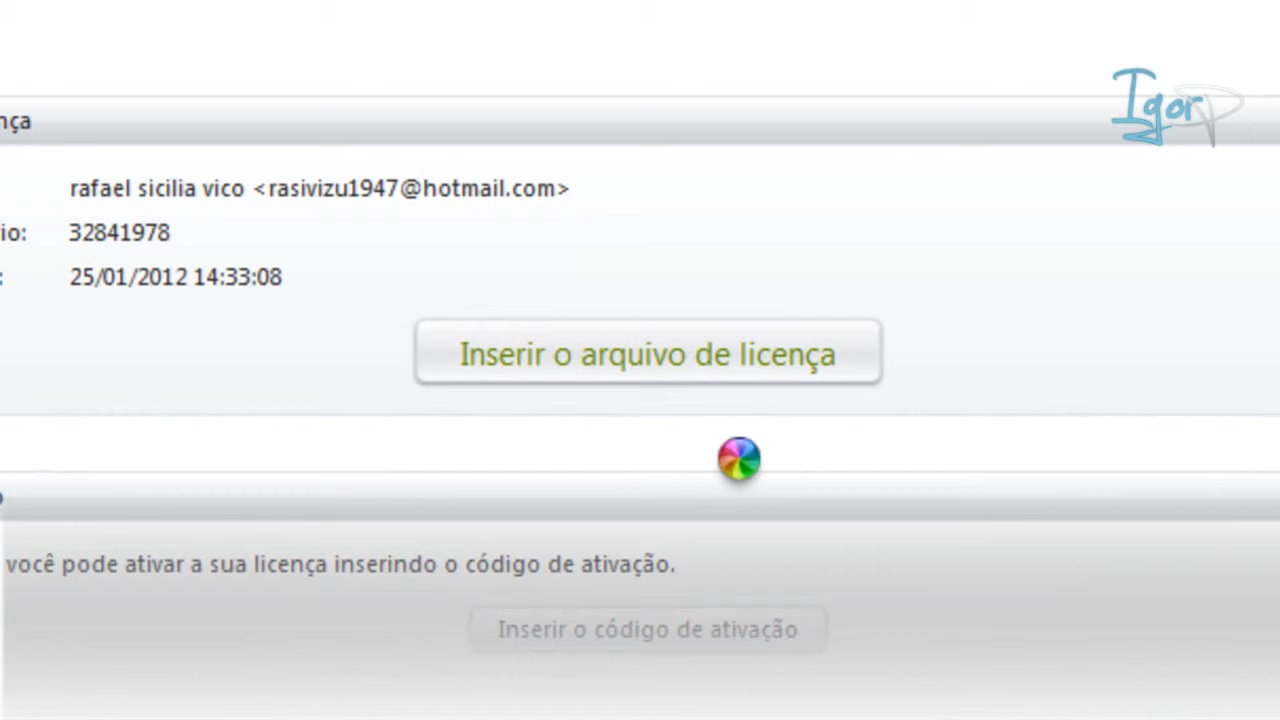 Igor P
nça
rafael sicilia vico <rasivizu1947@hotmail.com>
io: 32841978
: 25/01/2012 14:33:08
Inserir o arquivo de licença
o
você pode ativar a sua licença inserindo o código de ativação.
Inserir o código de ativação